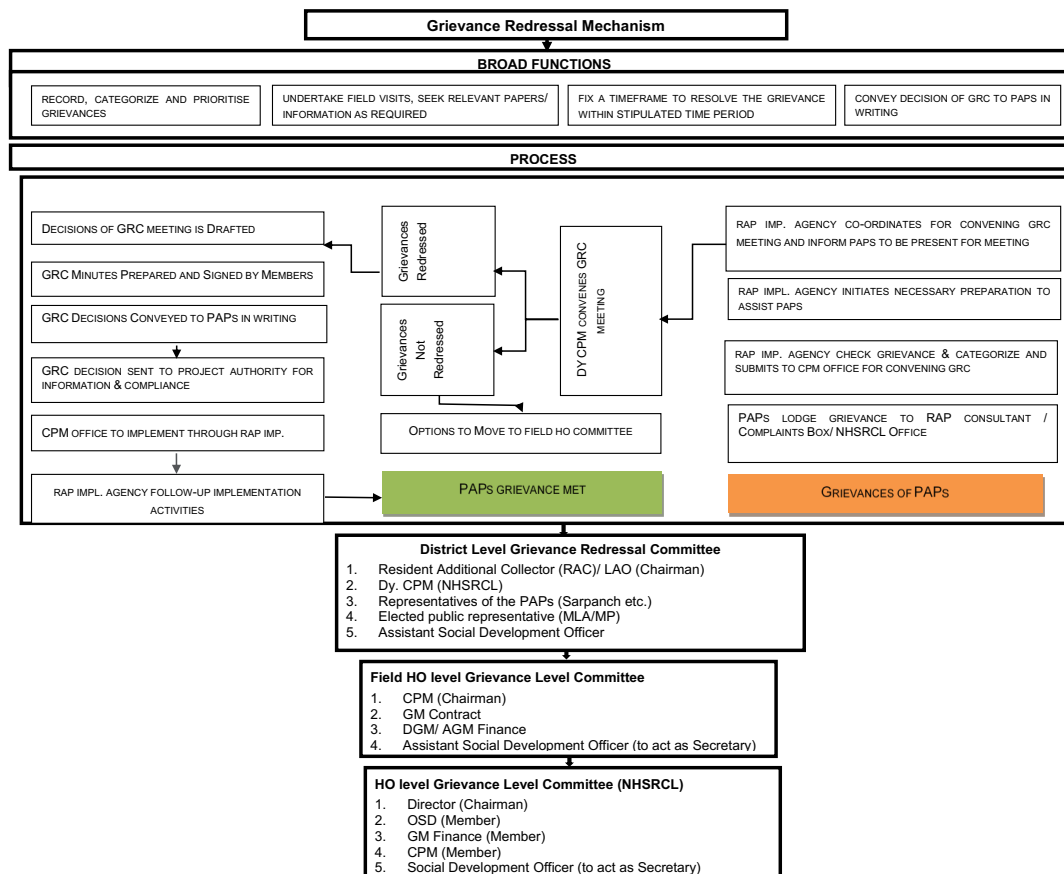 Grievance Redressal Mechanism
BROAD FUNCTIONS
RECORD, CATEGORIZE AND PRIORITISE
GRIEVANCES
UNDERTAKE FIELD VISITS, SEEK RELEVANT PAPERS/
INFORMATION AS REQUIRED
FIX A TIMEFRAME TO RESOLVE THE GRIEVANCE
WITHIN STIPULATED TIME PERIOD
CONVEY DECISION OF GRC TO PAPS IN
WRITING
PROCESS
DECISIONS OF GRC MEETING IS DRAFTED
GRC MINUTES PREPARED AND SIGNED BY MEMBERS
GRC DECISIONS CONVEYED TO PAPS IN WRITING
GRC DECISION SENT TO PROJECT AUTHORITY FOR
INFORMATION & COMPLIANCE
CPM OFFICE TO IMPLEMENT THROUGH RAP IMP.
RAP IMPL. AGENCY FOLLOW-UP IMPLEMENTATION
ACTIVITIES
Grievances
Redressed
Grievances
Not
Redressed
OPTIONS TO MOVE TO FIELD HO COMMITTEE
PAPS GRIEVANCE MET
DY CPM CONVENES GRC
MEETING
RAP IMP. AGENCY CO-ORDINATES FOR CONVENING GRC
MEETING AND INFORM PAPS TO BE PRESENT FOR MEETING
RAP IMPL. AGENCY INITIATES NECESSARY PREPARATION TO
ASSIST PAPS
RAP IMP. AGENCY CHECK GRIEVANCE & CATEGORIZE AND
SUBMITS TO CPM OFFICE FOR CONVENING GRC
PAPS LODGE GRIEVANCE TO RAP CONSULTANT /
COMPLAINTS BOX/ NHSRCL OFFICE
GRIEVANCES OF PAPS
District Level Grievance Redressal Committee
1. Resident Additional Collector (RAC)/ LAO (Chairman)
2. Dy. CPM (NHSRCL)
3. Representatives of the PAPs (Sarpanch etc.)
4. Elected public representative (MLA/MP)
5. Assistant Social Development Officer
Field HO level Grievance Level Committee
1. CPM (Chairman)
2. GM Contract
3. DGM/ AGM Finance
4. Assistant Social Development Officer (to act as Secretary)
HO level Grievance Level Committee (NHSRCL)
1. Director (Chairman)
2. OSD (Member)
3. GM Finance (Member)
4. CPM (Member)
5. Social Development Officer (to act as Secretary)